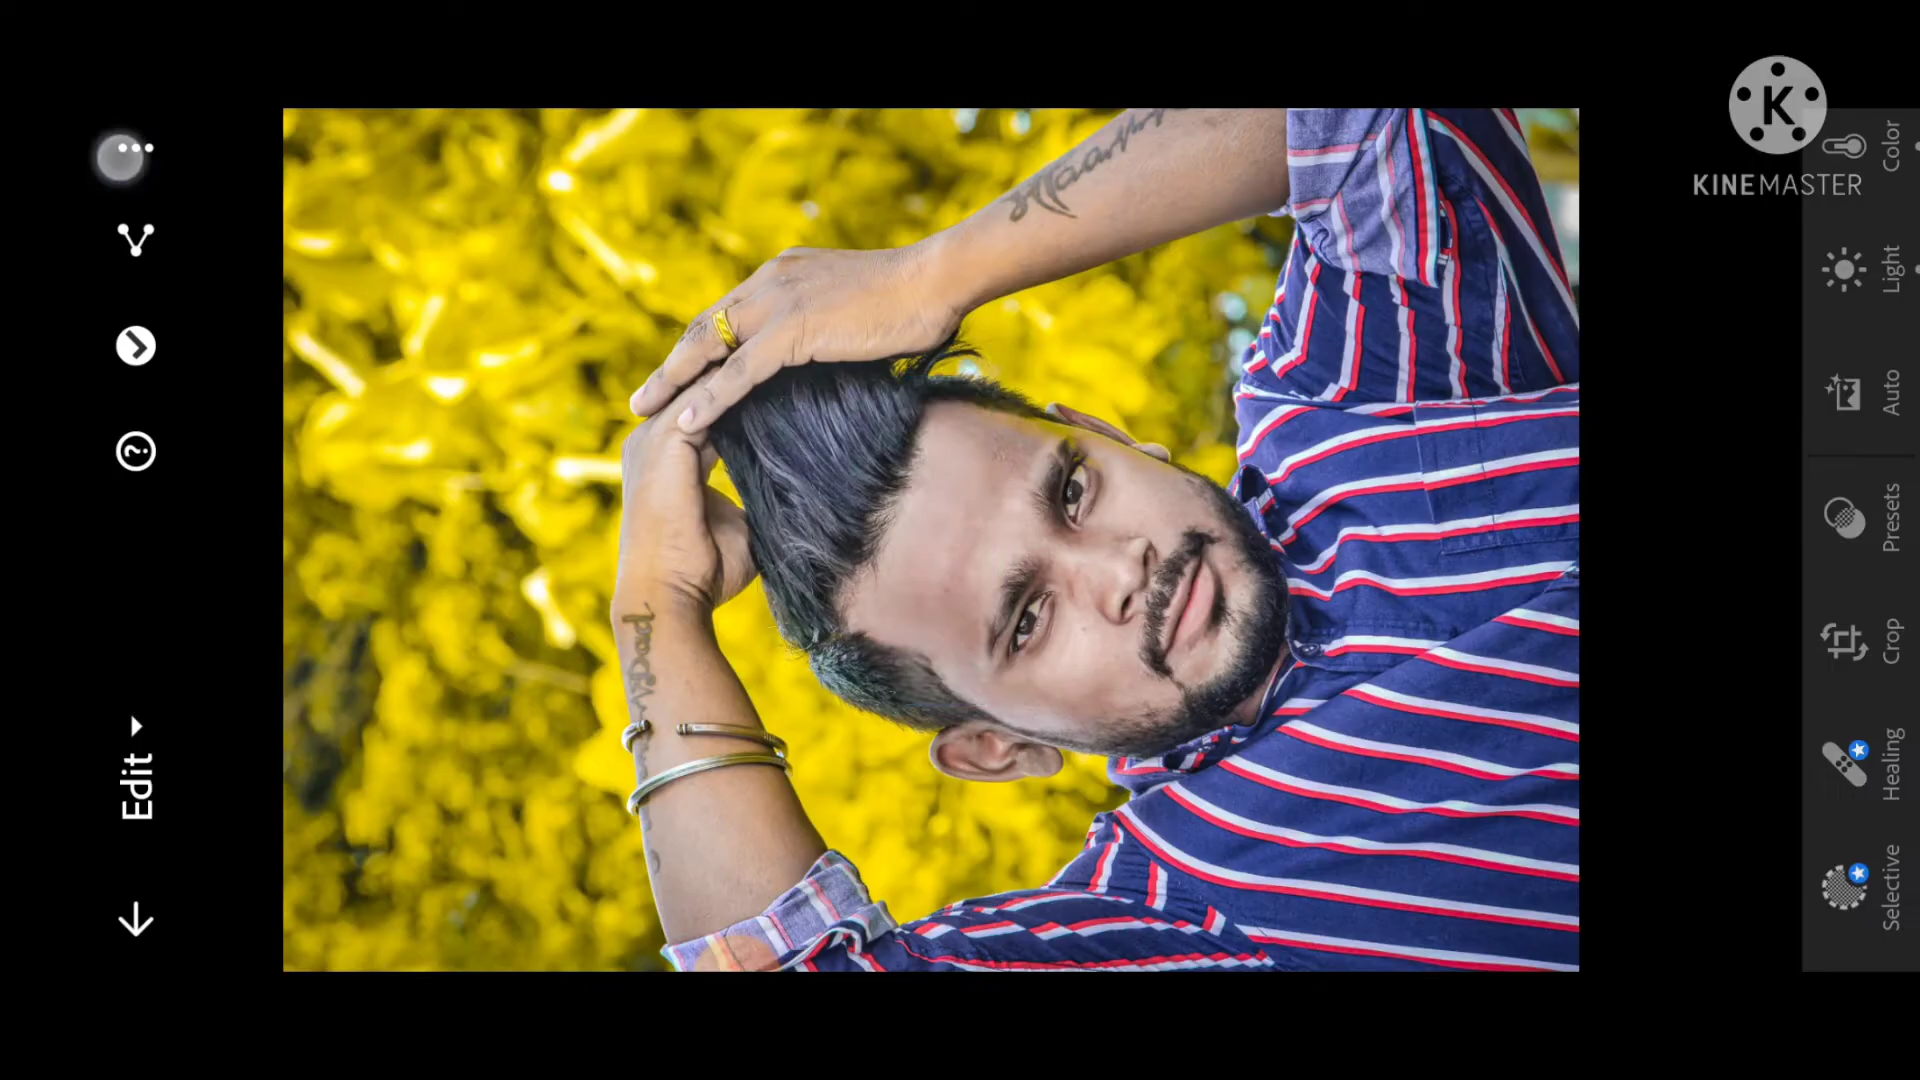 Edit
KINEMASTER
Selective
Healing
Crop
Presets
Auto
Light
Color